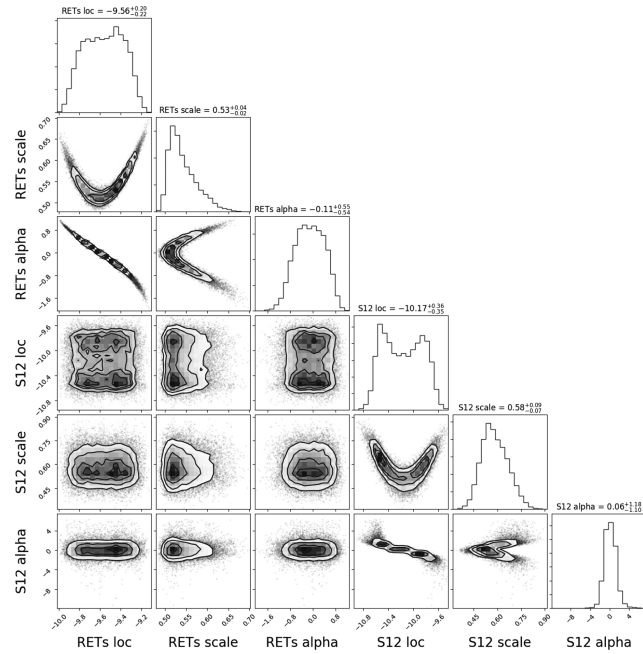 RETs loc = −9.56 +0.20 −0.22
RETs scale
0.70
0.65
0.60
0.55
0.50
RETs scale = 0.53 +0.04 −0.02
RETs alpha
0.8
0.0
−0.8
−1.6
RETs alpha = −0.11 +0.55 −0.54
S12 loc
−9.6
−10.0
−10.4
−10.8
S12 loc = −10.17 +0.36 −0.35
S12 scale
0.90
0.75
0.60
0.45
S12 scale = 0.58 +0.09 −0.07
S12 alpha
4
0
−4
−8
S12 alpha = 0.06 +1.18 −1.10
−10.0 −9.8 −9.6 −9.4 −9.2 0.50 0.55 0.60 0.65 0.70 −1.6 −0.8 0.0 0.8 −10.8 −10.4 −10.0 −9.6 0.45 0.60 0.75 0.90 −8 −4 0 4
RETs loc RETs scale RETs alpha S12 loc S12 scale S12 alpha